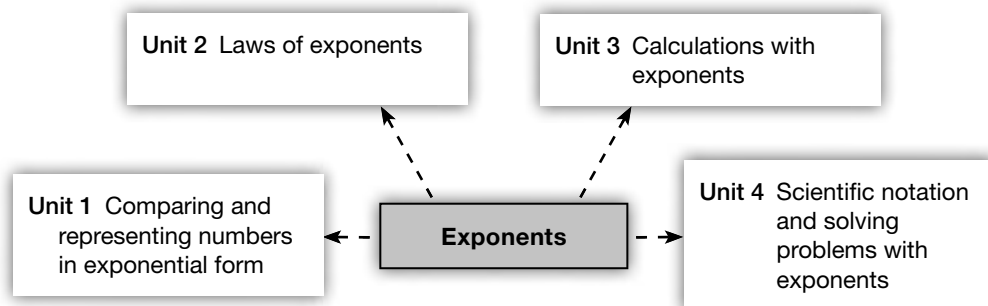 Unit 2 Laws of exponents
Unit 3 Calculations with
exponents
Unit 1 Comparing and
representing numbers
in exponential form
Exponents
Unit 4 Scientific notation
and solving
problems with
exponents